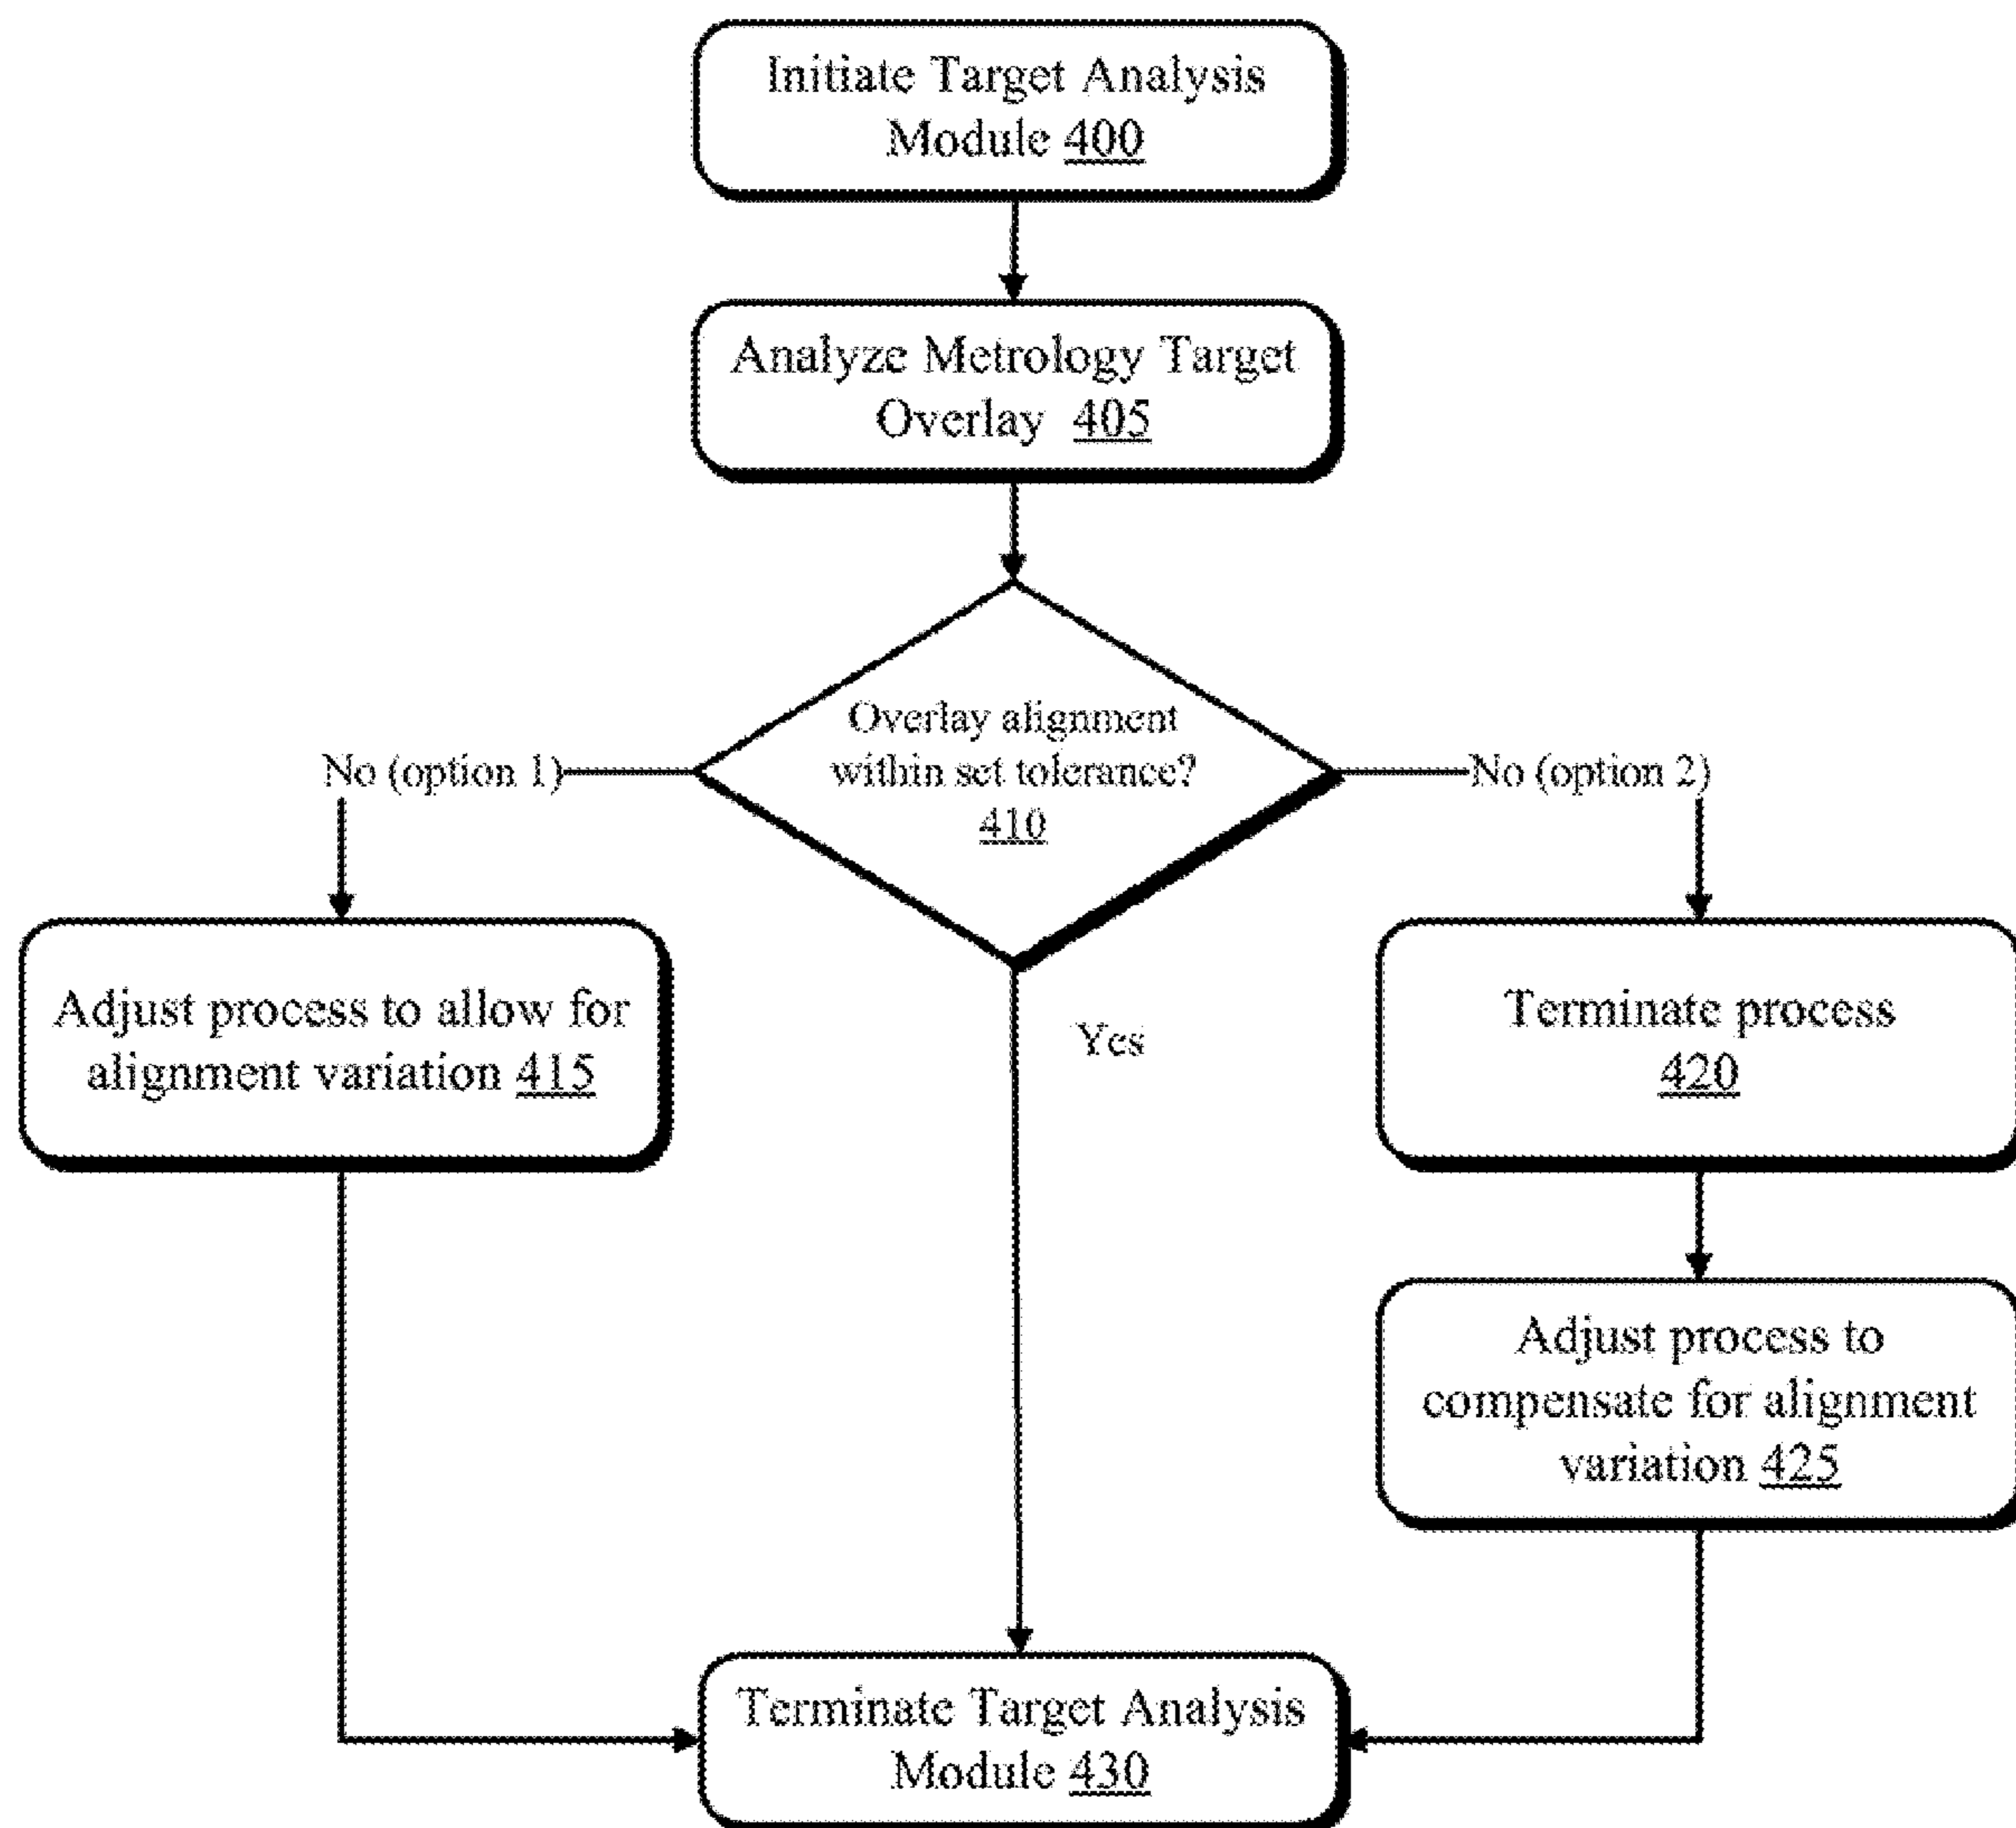 Initiate Target Analysis
Module 400
Analyze Metrology Target
Overlay 405
Overlay alignment
within set tolerance?
410
No (option 1)
No (option 2)
Yes
Adjust process to allow for
alignment variation 415
Terminate process
420
Adjust process to
compensate for alignment
variation 425
Terminate Target Analysis
Module 430